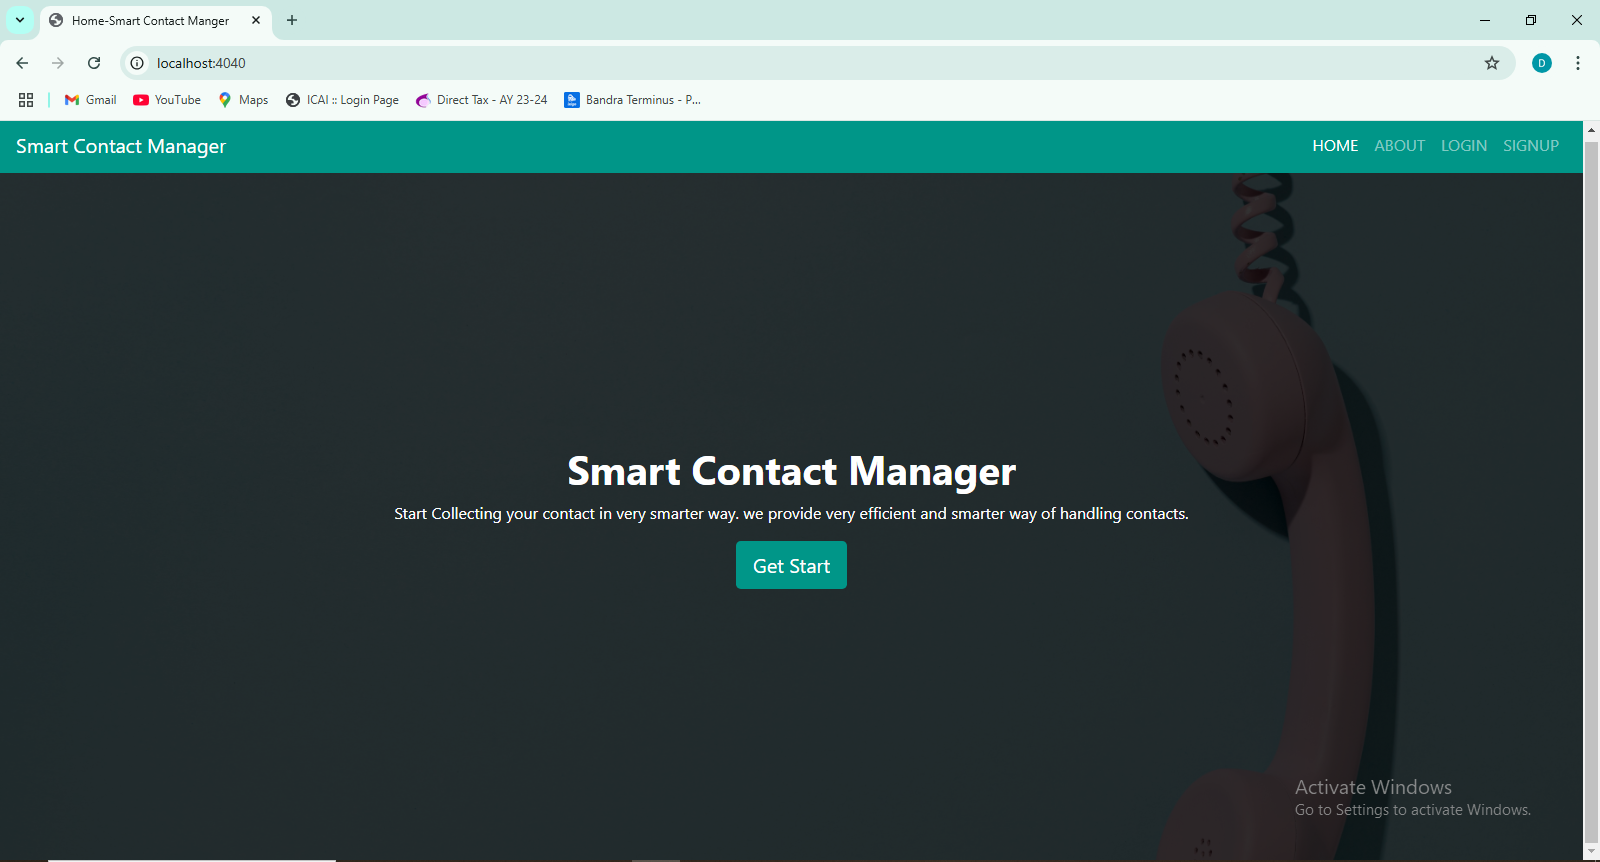 Home-Smart Contact Manger
localhost:4040
D
Gmail YouTube Maps ICAI :: Login Page Direct Tax - AY 23-24 Bandra Terminus - P...
Smart Contact Manager HOME ABOUT LOGIN SIGNUP
Smart Contact Manager
Start Collecting your contact in very smarter way. we provide very efficient and smarter way of handling contacts.
Get Start
Activate Windows
Go to Settings to activate Windows.